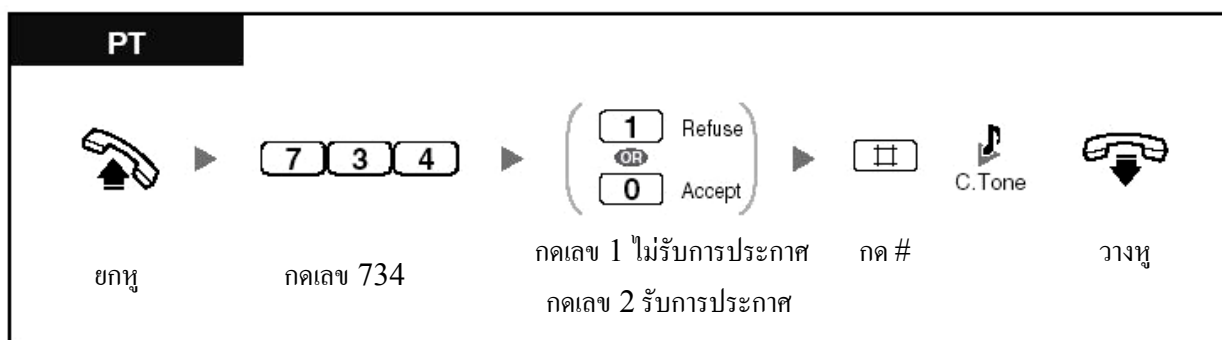 PT
1 Refuse
7 3 4 OR #
C.Tone
0 Accept
กดเลข 1 ไม่รับการประกาศ กด # วางหู
ยกหู กดเลข 734
กดเลข 2 รับการประกาศ